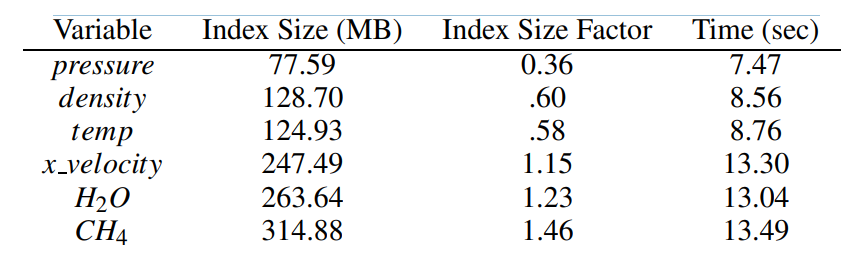 Variable Index Size (MB) Index Size Factor Time (sec)
pressure 77.59 0.36 7.47
density 128.70 .60 8.56
temp 124.93 .58 8.76
x_velocity 247.49 1.15 13.30
H₂O 263.64 1.23 13.04
CH₄ 314.88 1.46 13.49